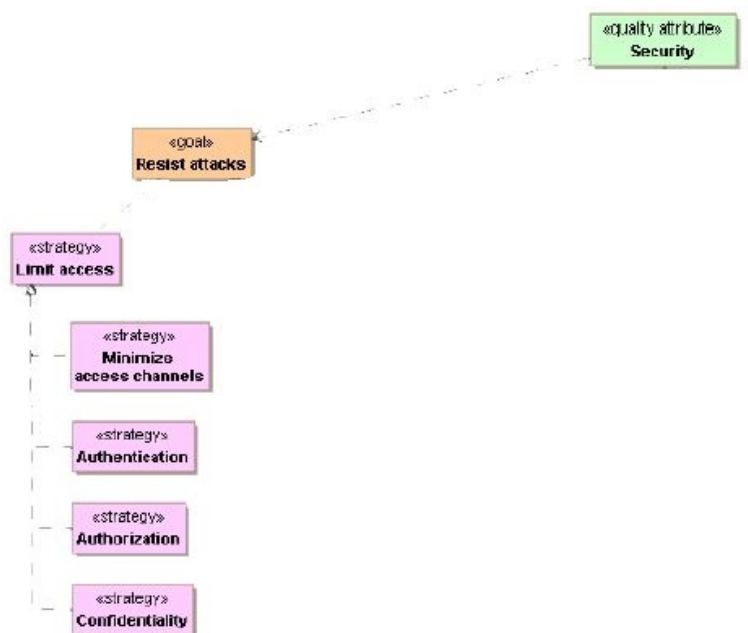 «quality attribute»
Security
«goal»
Resist attacks
«strategy»
Limit access
«strategy»
Minimize
access channels
«strategy»
Authentication
«strategy»
Authorization
«strategy»
Confidentiality